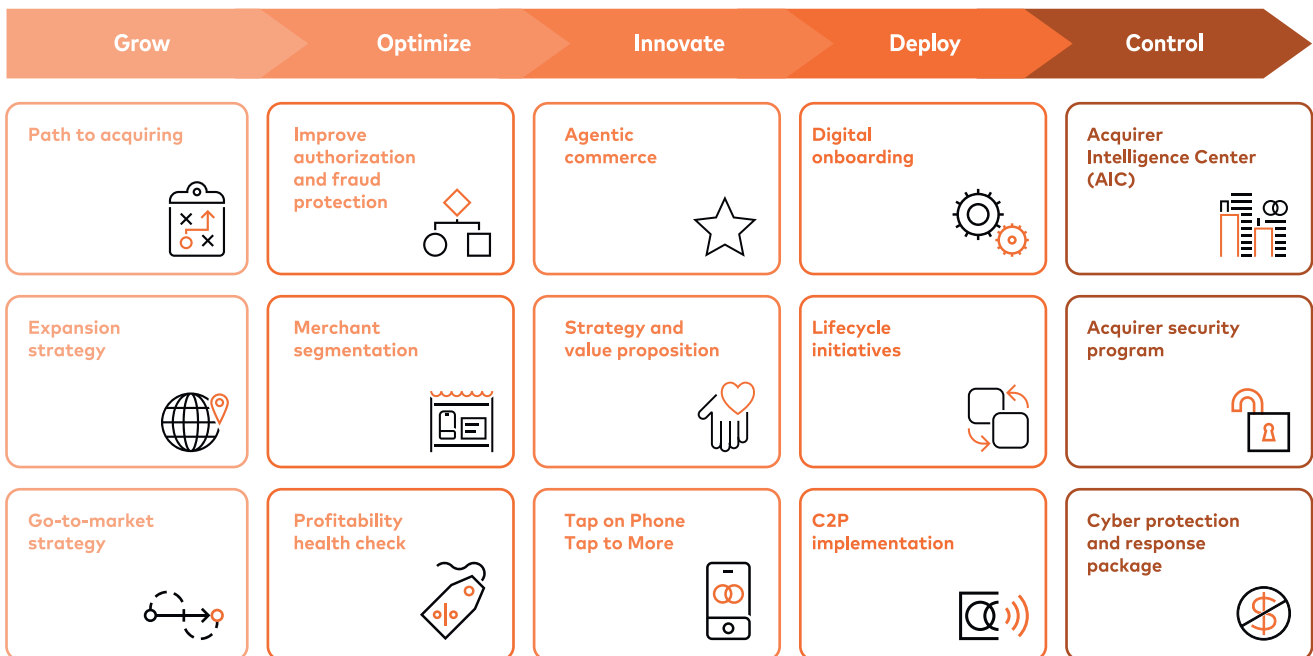 Grow
Optimize
Innovate
Deploy
Control
Path to acquiring
Improve
authorization
and fraud
protection
Agentic
commerce
Digital
onboarding
Acquirer
Intelligence Center
(AIC)
Expansion
strategy
Merchant
segmentation
Strategy and
value proposition
Lifecycle
initiatives
Acquirer security
program
Go-to-market
strategy
Profitability
health check
Tap on Phone
Tap to More
C2P
implementation
Cyber protection
and response
package